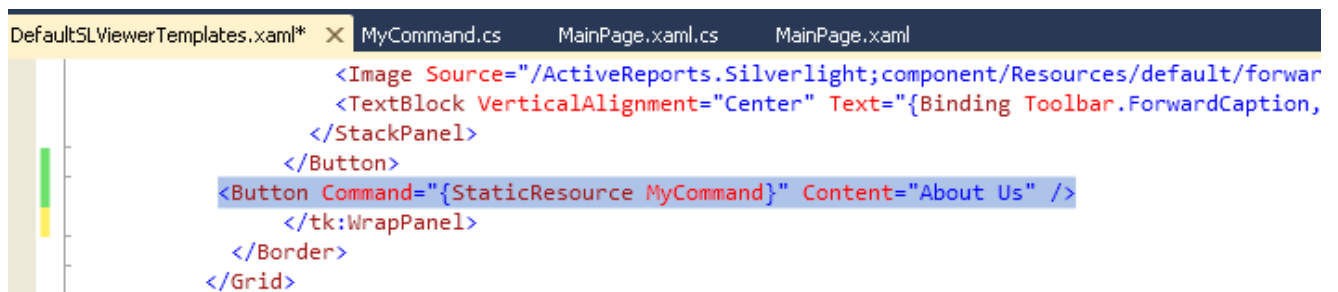 DefaultSLViewerTemplates.xaml* MyCommand.cs MainPage.xaml.cs MainPage.xaml
<Image Source="/ActiveReports.Silverlight;component/Resources/default/forwar
<TextBlock VerticalAlignment="Center" Text="{Binding Toolbar.ForwardCaption,
</StackPanel>
</Button>
<Button Command="{StaticResource MyCommand}" Content="About Us" />
</tk:WrapPanel>
</Border>
</Grid>